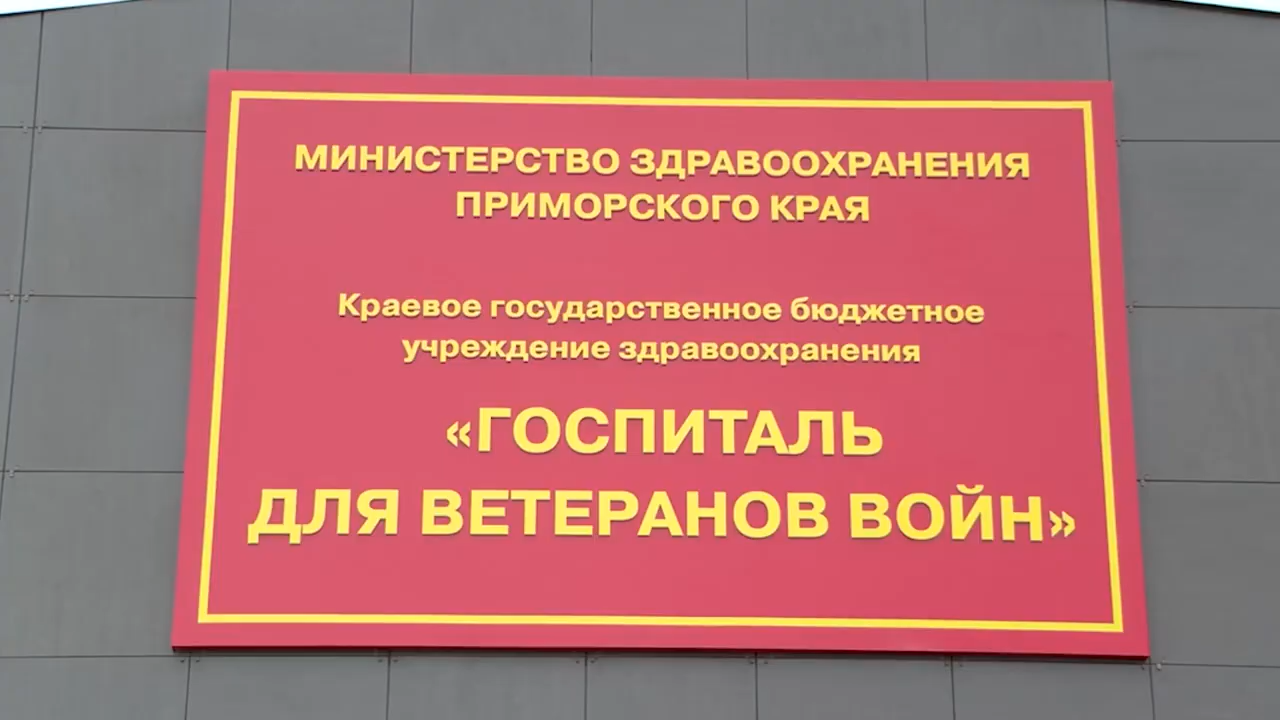 МИНИСТЕРСТВО ЗДРАВООХРАНЕНИЯ
ПРИМОРСКОГО КРАЯ
Краевое государственное бюджетное
учреждение здравоохранения
«ГОСПИТАЛЬ
ДЛЯ ВЕТЕРАНОВ ВОЙН»